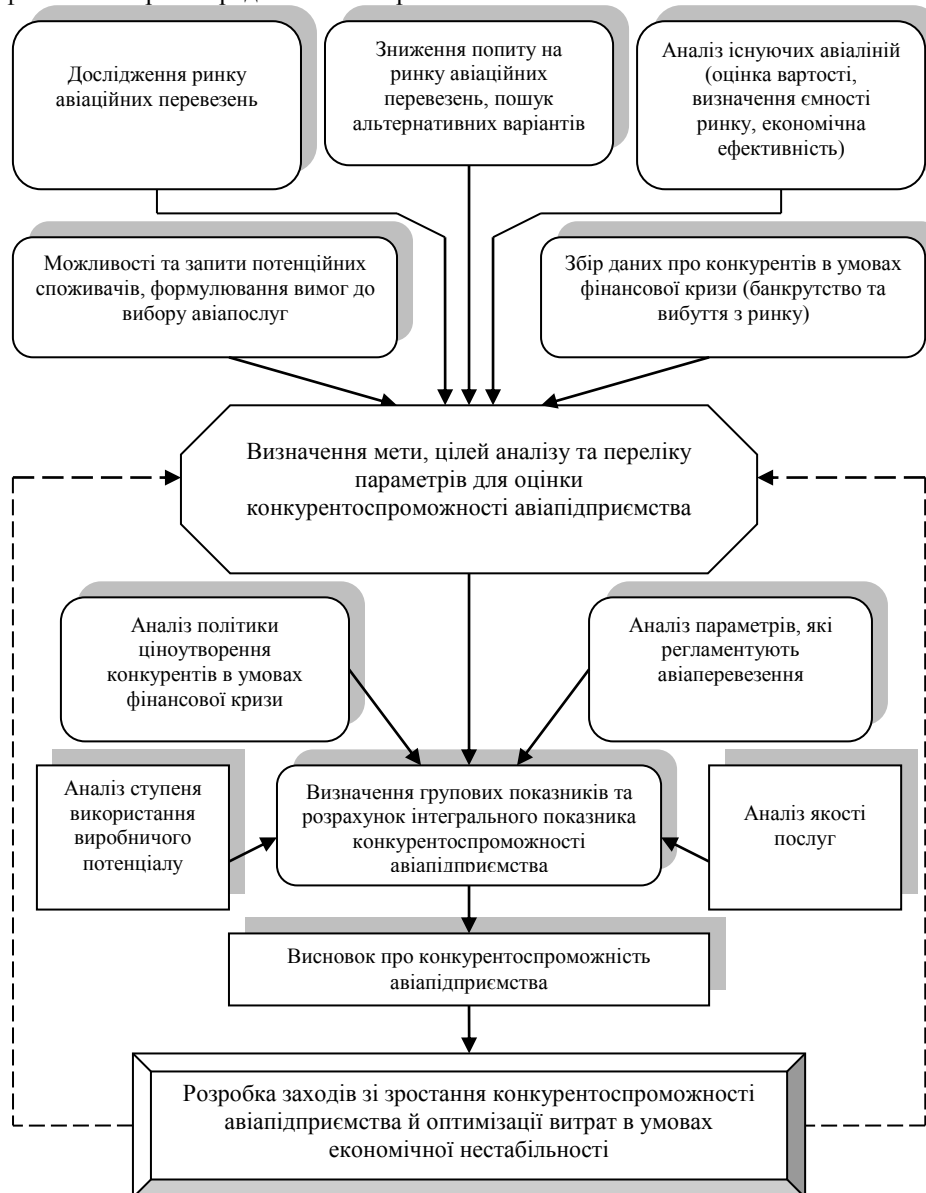 Дослідження ринку
авіаційних перевезень
Зниження попиту на
ринку авіаційних
перевезень, пошук
альтернативних варіантів
Аналіз існуючих авіаліній
(оцінка вартості,
визначення ємності
ринку, економічна
ефективність)
Можливості та запити потенційних
споживачів, формулювання вимог до
вибору авіапослуг
Збір даних про конкурентів в умовах
фінансової кризи (банкрутство та
вибуття з ринку)
Визначення мети, цілей аналізу та переліку
параметрів для оцінки
конкурентоспроможності авіапідприємства
Аналіз політики
ціноутворення
конкурентів в умовах
фінансової кризи
Аналіз параметрів, які
регламентують
авіаперевезення
Аналіз ступеня
використання
виробничого
потенціалу
Визначення групових показників та
розрахунок інтегрального показника
конкурентоспроможності
авіапідприємства
Аналіз якості
послуг
Висновок про конкурентоспроможність
авіапідприємства
Розробка заходів зі зростання конкурентоспроможності
авіапідприємства й оптимізації витрат в умовах
економічної нестабільності